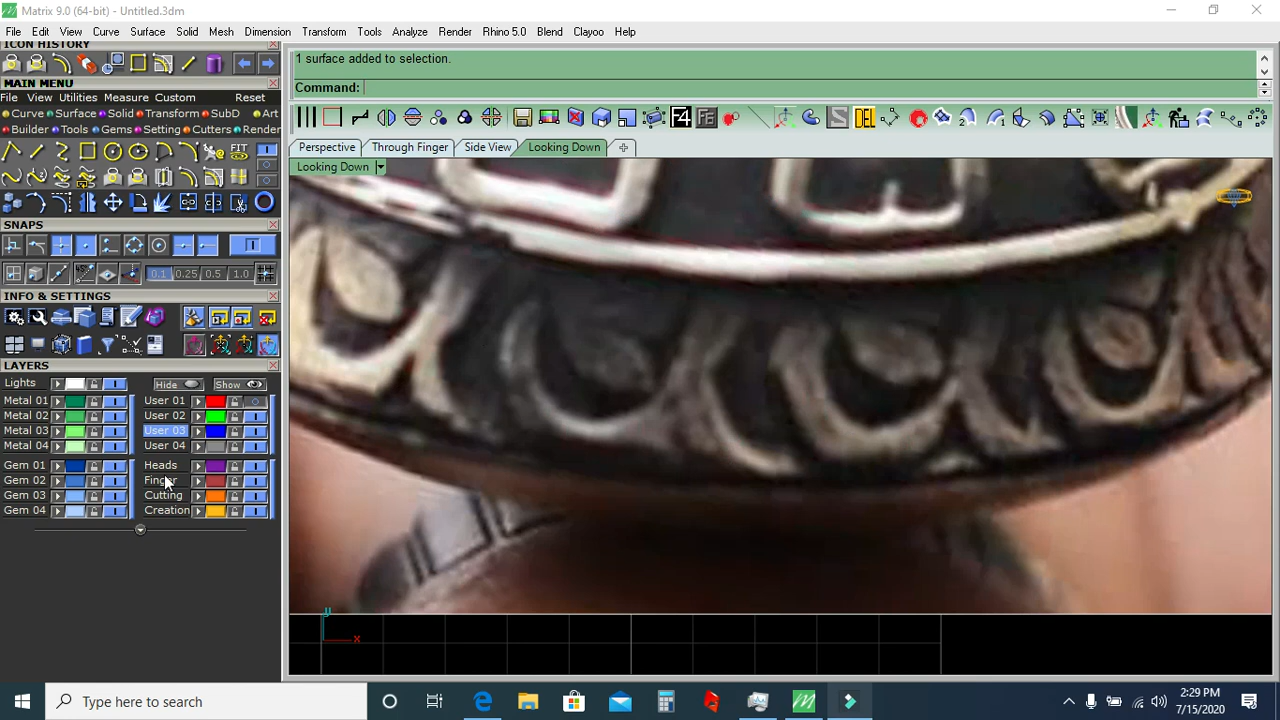 Matrix 9.0 (64-bit) - Untitled.3dm
File Edit View Curve Surface Solid Mesh Dimension Transform Tools Analyze Render Rhino 5.0 Blend Clayoo Help
ICON HISTORY
1 surface added to selection.
Command:
MAIN MENU
File View Utilities Measure Custom Reset
Curve Surface Solid Transform SubD Art
Builder Tools Gems Setting Cutters Render
F4
DEL
Perspective Through Finger Side View Looking Down
FIT
Looking Down
SNAPS
0.1 0.25 0.5 1.0
INFO & SETTINGS
LAYERS
Lights Hide Show
Metal 01 User 01
Metal 02 User 02
Metal 03 User 03
Metal 04 User 04
Gem 01 Heads
Gem 02 Finger
Gem 03 Cutting
Gem 04 Creation
y
x
Type here to search
2:29 PM
7/15/2020